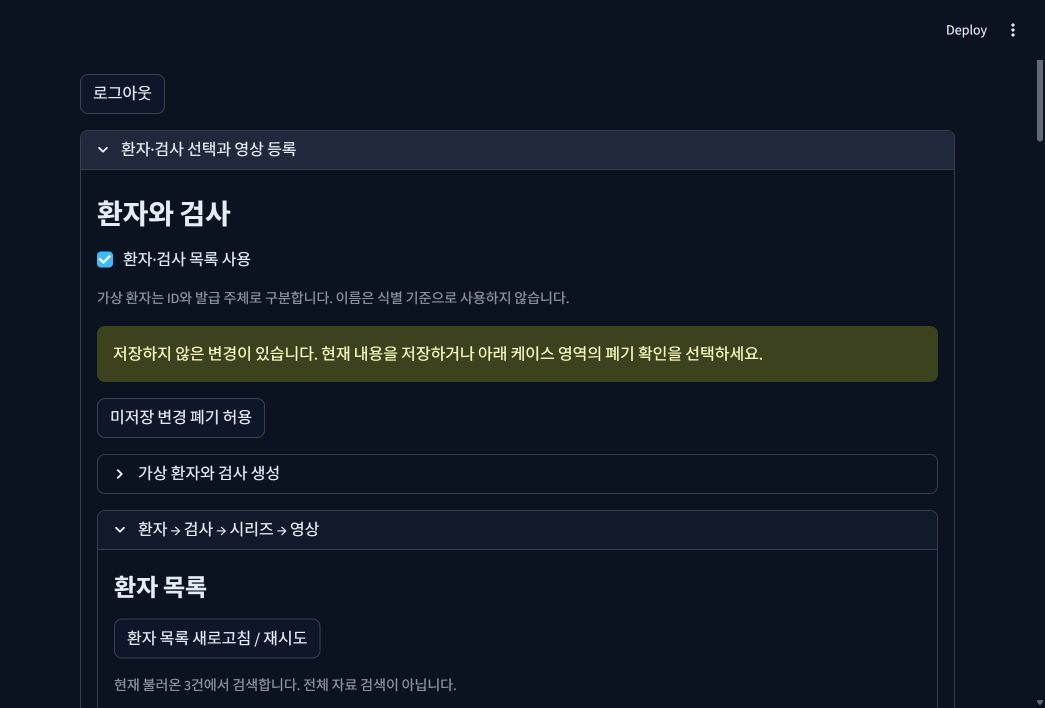 Deploy
로그아웃
환자·검사 선택과 영상 등록
환자와 검사
환자·검사 목록 사용
가상 환자는 ID와 발급 주체로 구분합니다. 이름은 식별 기준으로 사용하지 않습니다.
저장하지 않은 변경이 있습니다. 현재 내용을 저장하거나 아래 케이스 영역의 폐기 확인을 선택하세요.
미저장 변경 폐기 허용
가상 환자와 검사 생성
환자 → 검사 → 시리즈 → 영상
환자 목록
환자 목록 새로고침 / 재시도
현재 불러온 3건에서 검색합니다. 전체 자료 검색이 아닙니다.